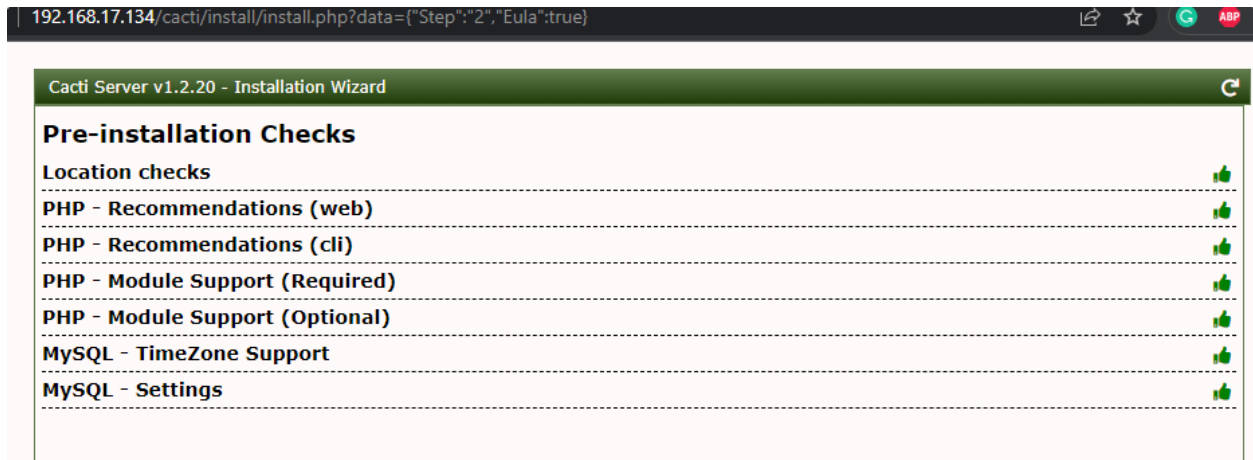 192.168.17.134/cacti/install/install.php?data={"Step":"2","Eula":true}
G
ABP
Cacti Server v1.2.20 - Installation Wizard
Pre-installation Checks
Location checks
PHP - Recommendations (web)
PHP - Recommendations (cli)
PHP - Module Support (Required)
PHP - Module Support (Optional)
MySQL - TimeZone Support
MySQL - Settings